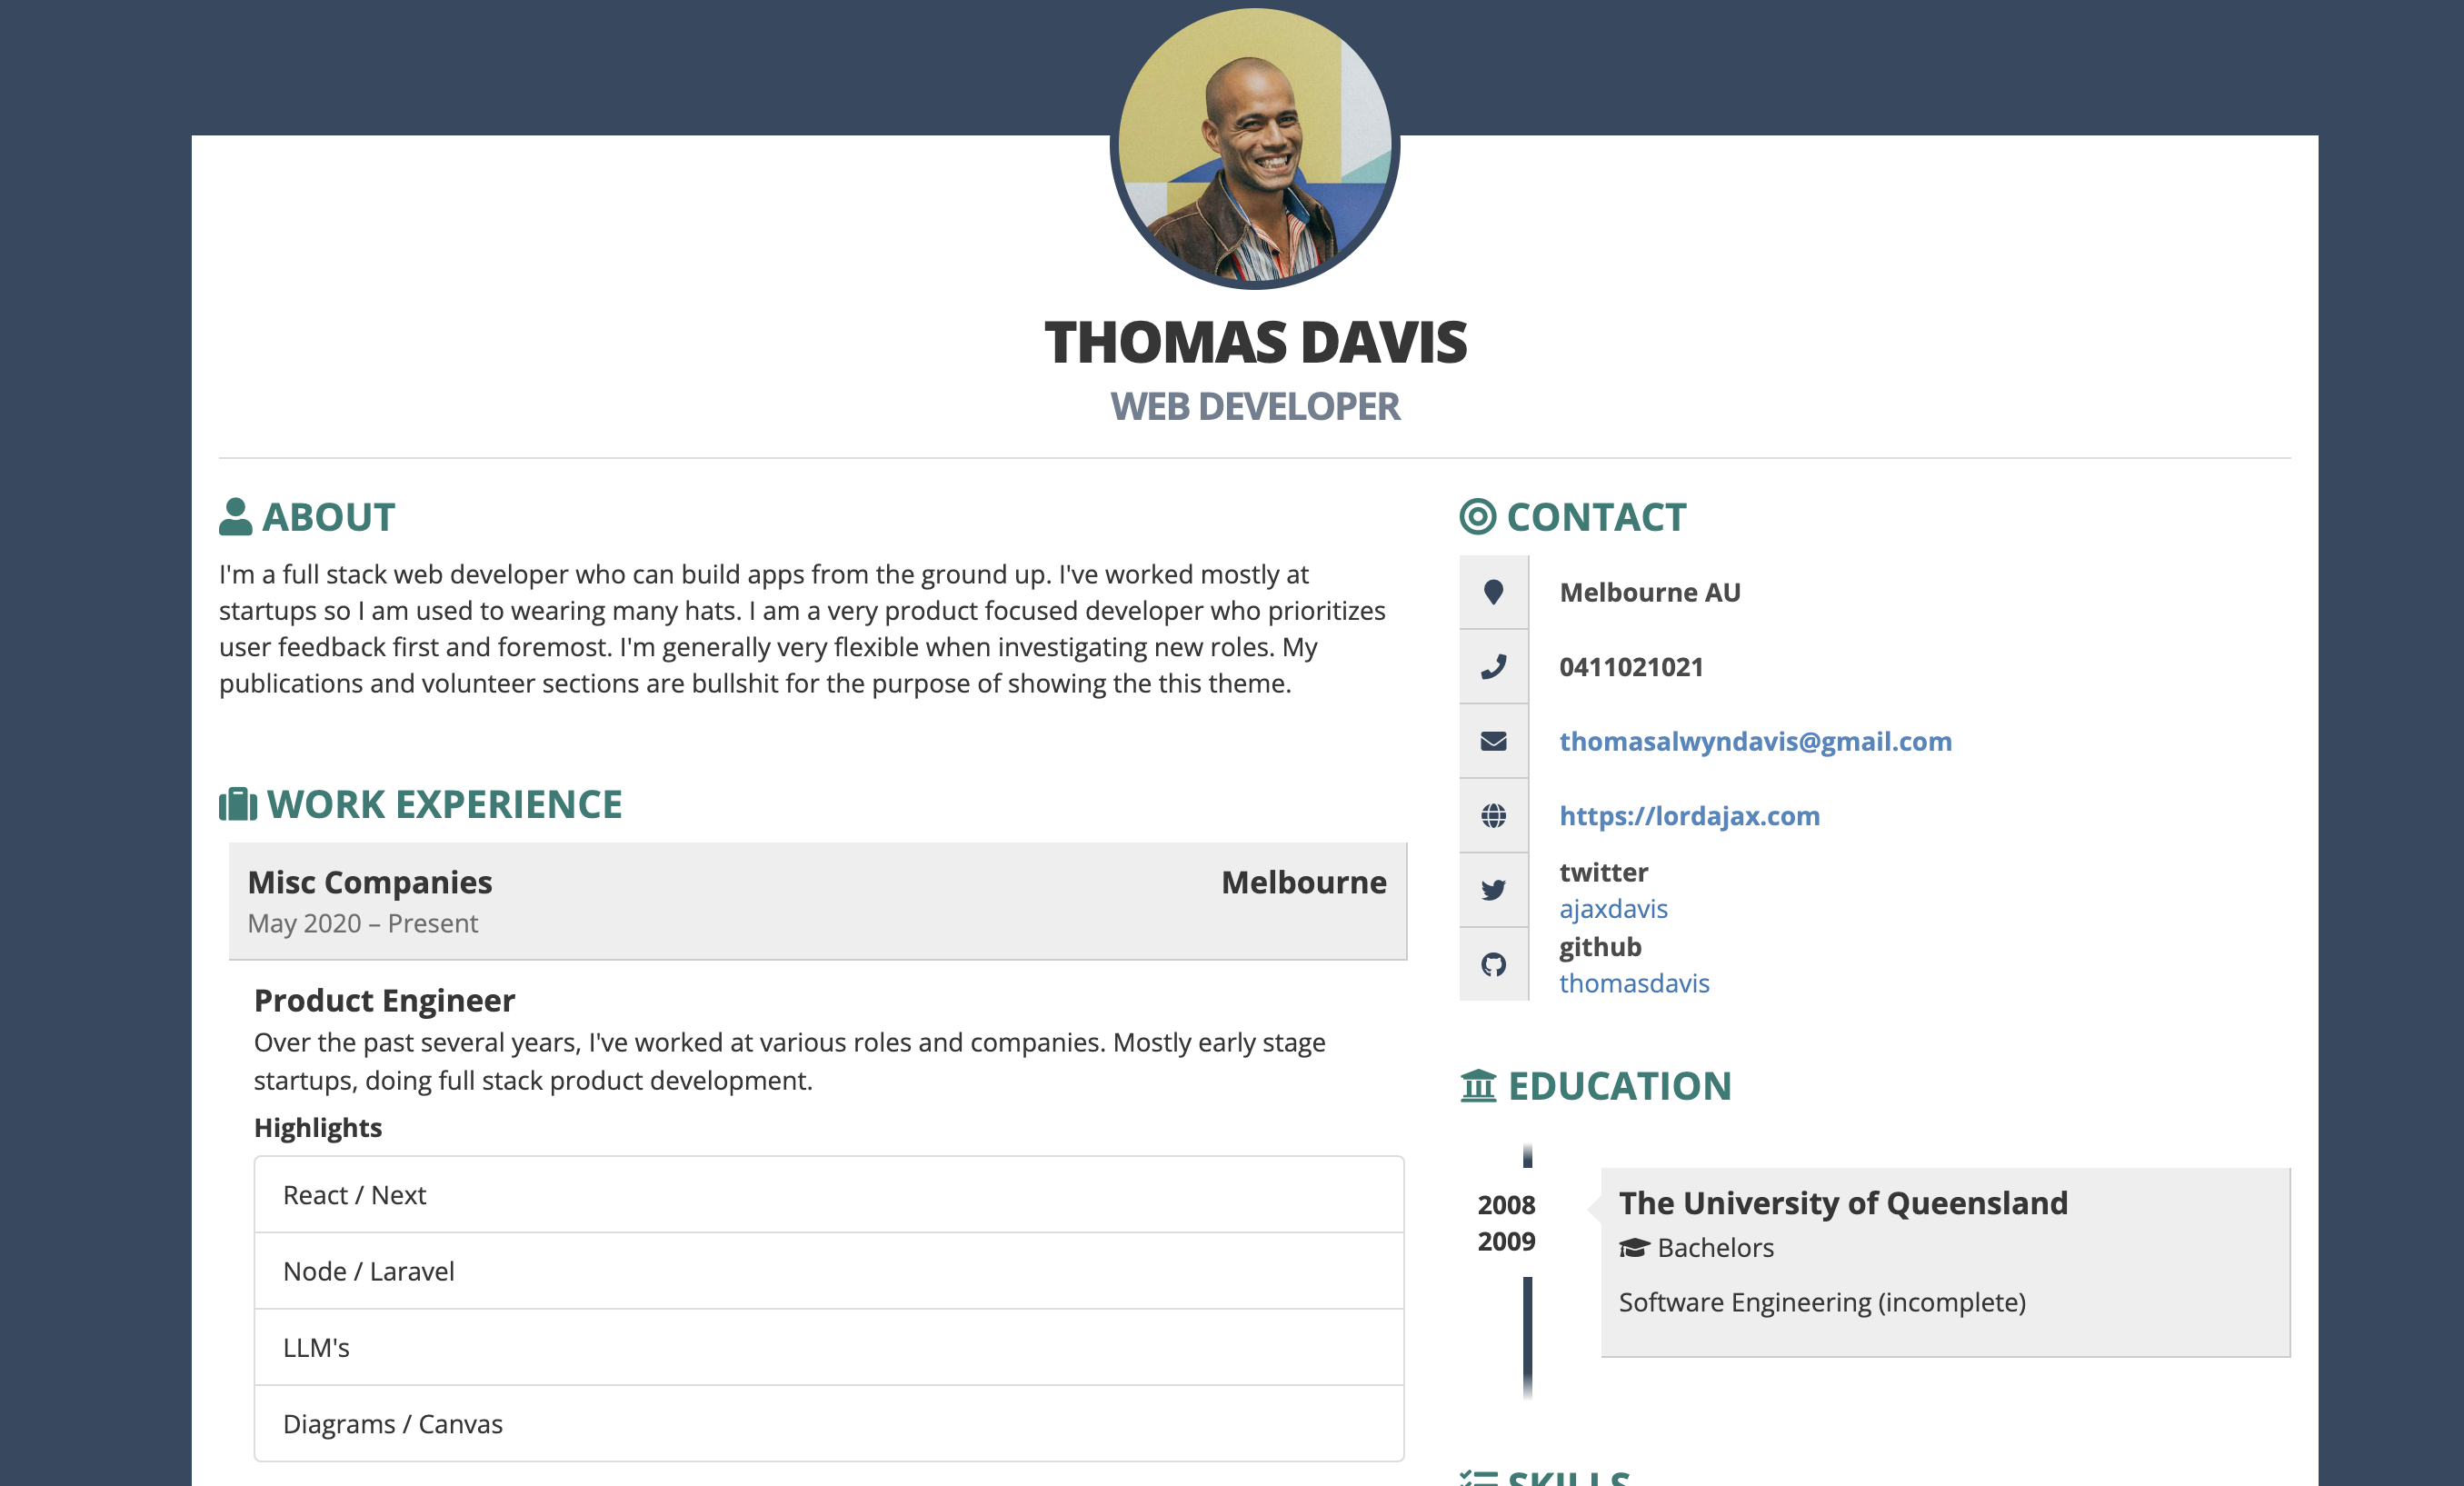 THOMAS DAVIS
WEB DEVELOPER
ABOUT
I'm a full stack web developer who can build apps from the ground up. I've worked mostly at
startups so I am used to wearing many hats. I am a very product focused developer who prioritizes
user feedback first and foremost. I'm generally very flexible when investigating new roles. My
publications and volunteer sections are bullshit for the purpose of showing the this theme.
WORK EXPERIENCE
Misc Companies
Melbourne
May 2020 – Present
Product Engineer
Over the past several years, I've worked at various roles and companies. Mostly early stage
startups, doing full stack product development.
Highlights
React / Next
Node / Laravel
LLM's
Diagrams / Canvas
CONTACT
Melbourne AU
0411021021
thomasalwyndavis@gmail.com
https://lordajax.com
twitter
ajaxdavis
github
thomasdavis
EDUCATION
2008
2009
The University of Queensland
Bachelors
Software Engineering (incomplete)
SKILLS